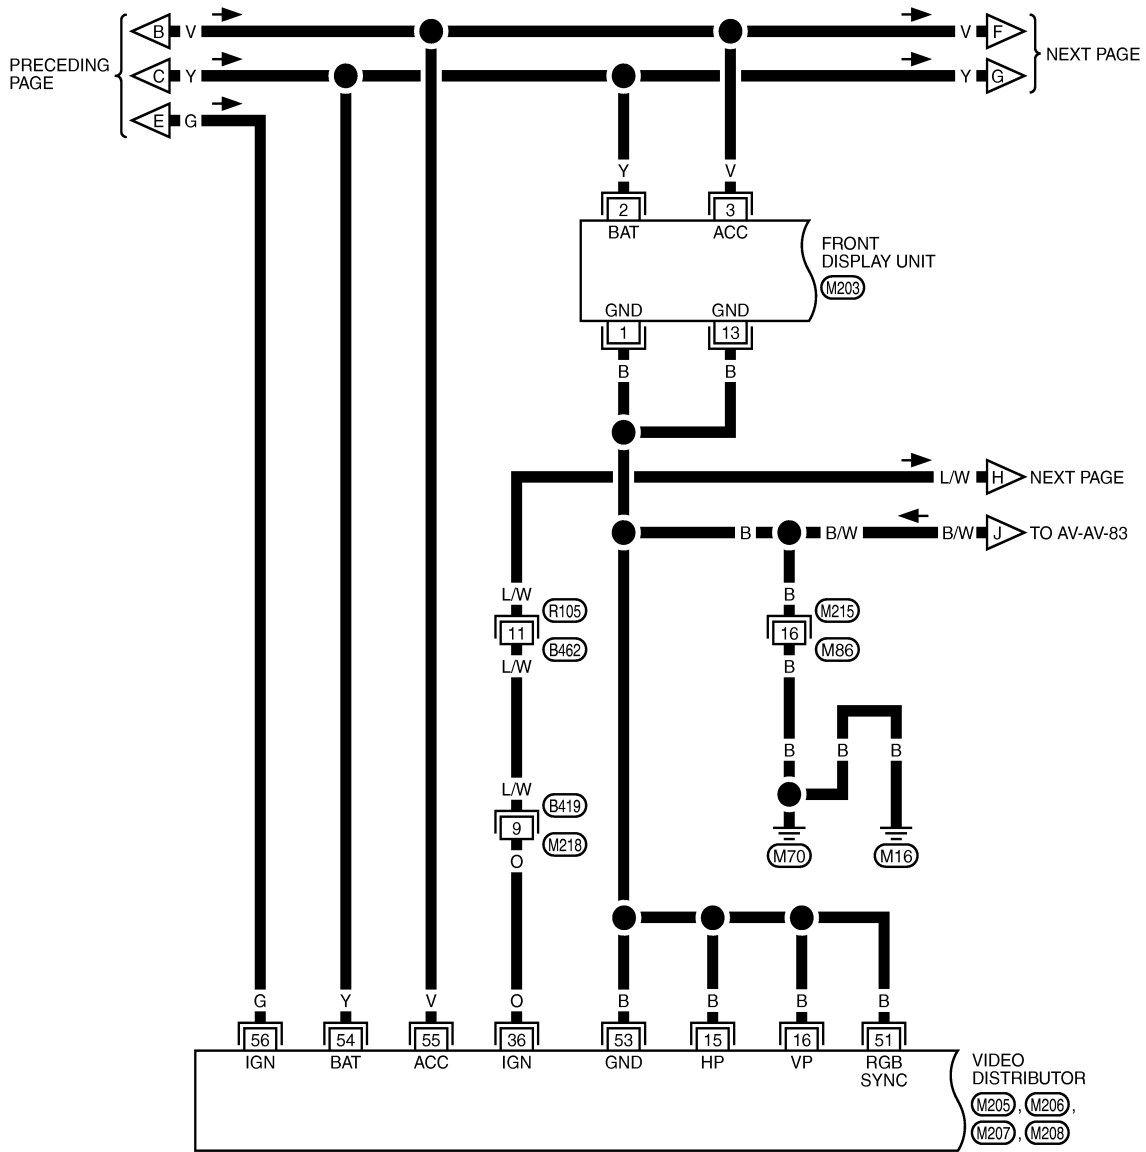 B V V F
PRECEDING
PAGE
NEXT PAGE
C Y Y G
E G
Y V
2 3
BAT ACC
FRONT
DISPLAY UNIT
M203
GND GND
1 13
B B
L/W H NEXT PAGE
B B/W B/W J TO AV-AV-83
L/W B
R105 M215
11 16
B462 M86
L/W B
B B B
L/W
B419
9
M218
M70 M16
O
G Y V O B B B B
56 54 55 36 53 15 16 51
IGN BAT ACC IGN GND HP VP RGB
SYNC
VIDEO
DISTRIBUTOR
M205 , M206 ,
M207 , M208